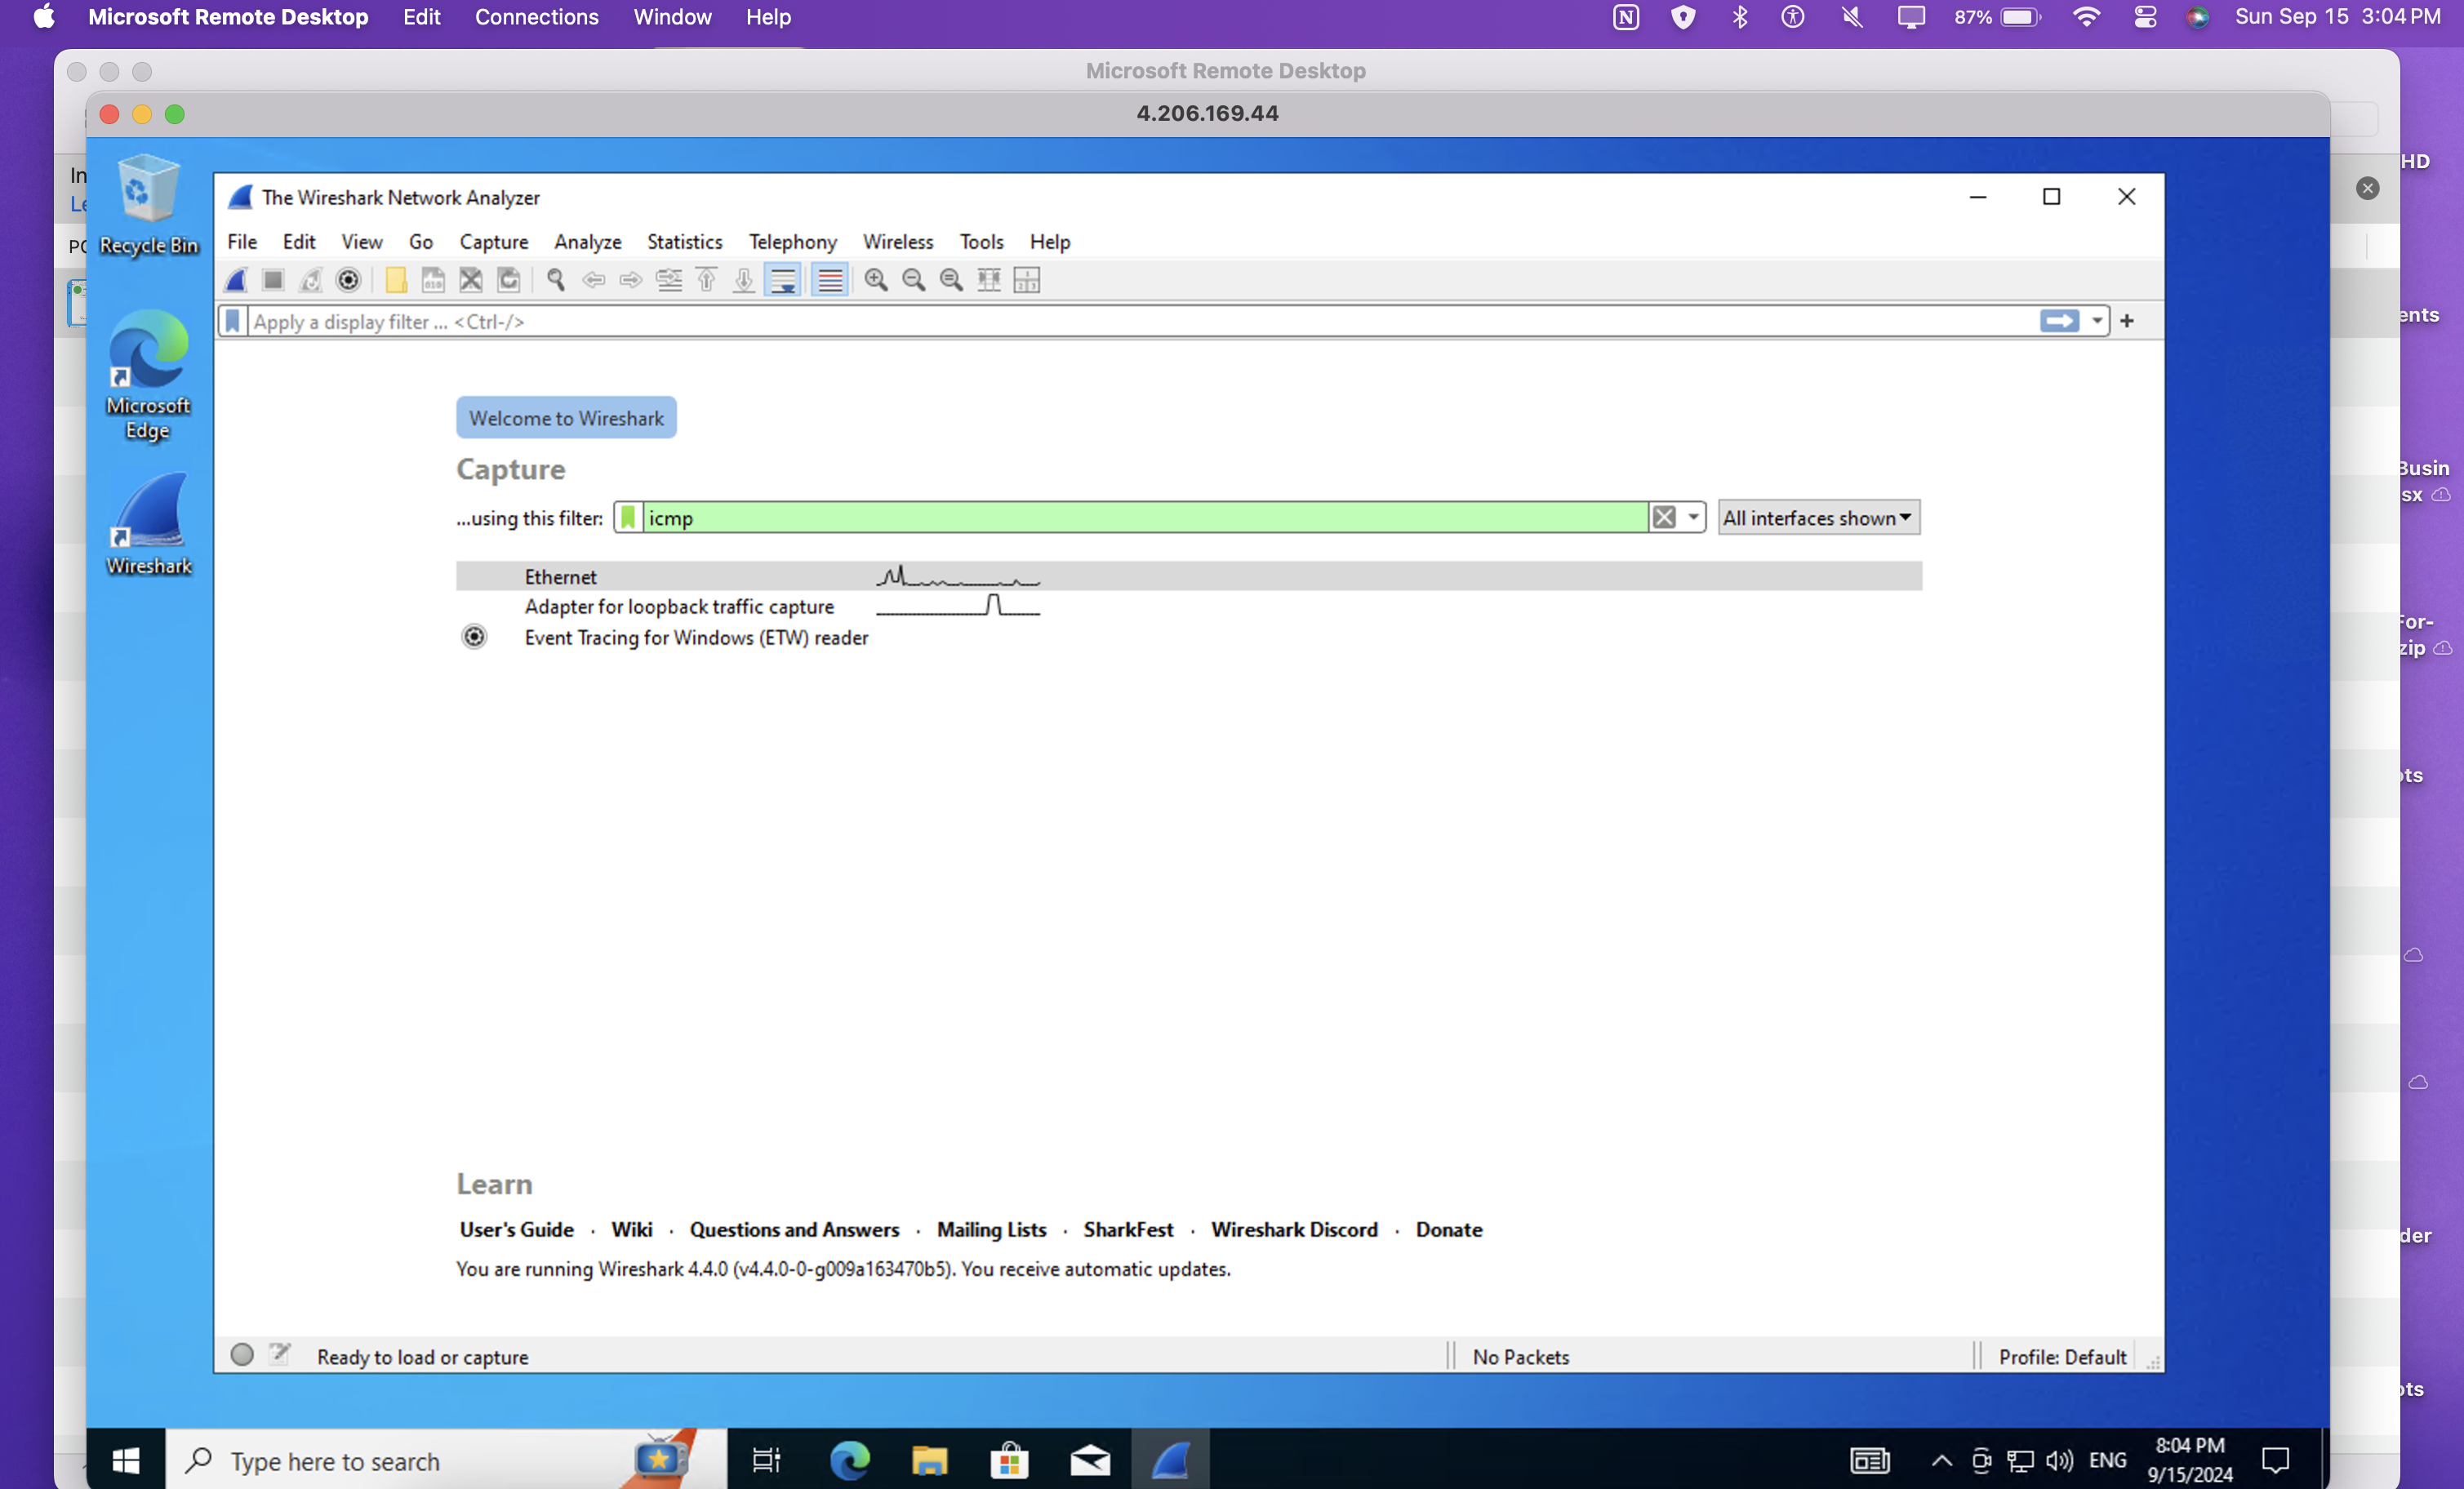 Microsoft Remote Desktop Edit Connections Window Help 87% Sun Sep 15 3:04 PM
Microsoft Remote Desktop
4.206.169.44
In
Recycle Bin
Microsoft Edge
Wireshark
The Wireshark Network Analyzer
File Edit View Go Capture Analyze Statistics Telephony Wireless Tools Help
Apply a display filter ... <Ctrl-/>
Welcome to Wireshark
Capture
...using this filter: icmp All interfaces shown
Ethernet
Adapter for loopback traffic capture
Event Tracing for Windows (ETW) reader
Learn
User's Guide · Wiki · Questions and Answers · Mailing Lists · SharkFest · Wireshark Discord · Donate
You are running Wireshark 4.4.0 (v4.4.0-0-g009a163470b5). You receive automatic updates.
Ready to load or capture No Packets Profile: Default
HD
ents
Busin
sx
For-
zip
ots
der
ots
Type here to search ENG 8:04 PM
9/15/2024